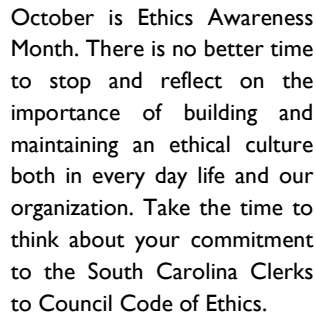 October is Ethics Awareness
Month. There is no better time
to stop and reflect on the
importance of building and
maintaining an ethical culture
both in every day life and our
organization. Take the time to
think about your commitment
to the South Carolina Clerks
to Council Code of Ethics.